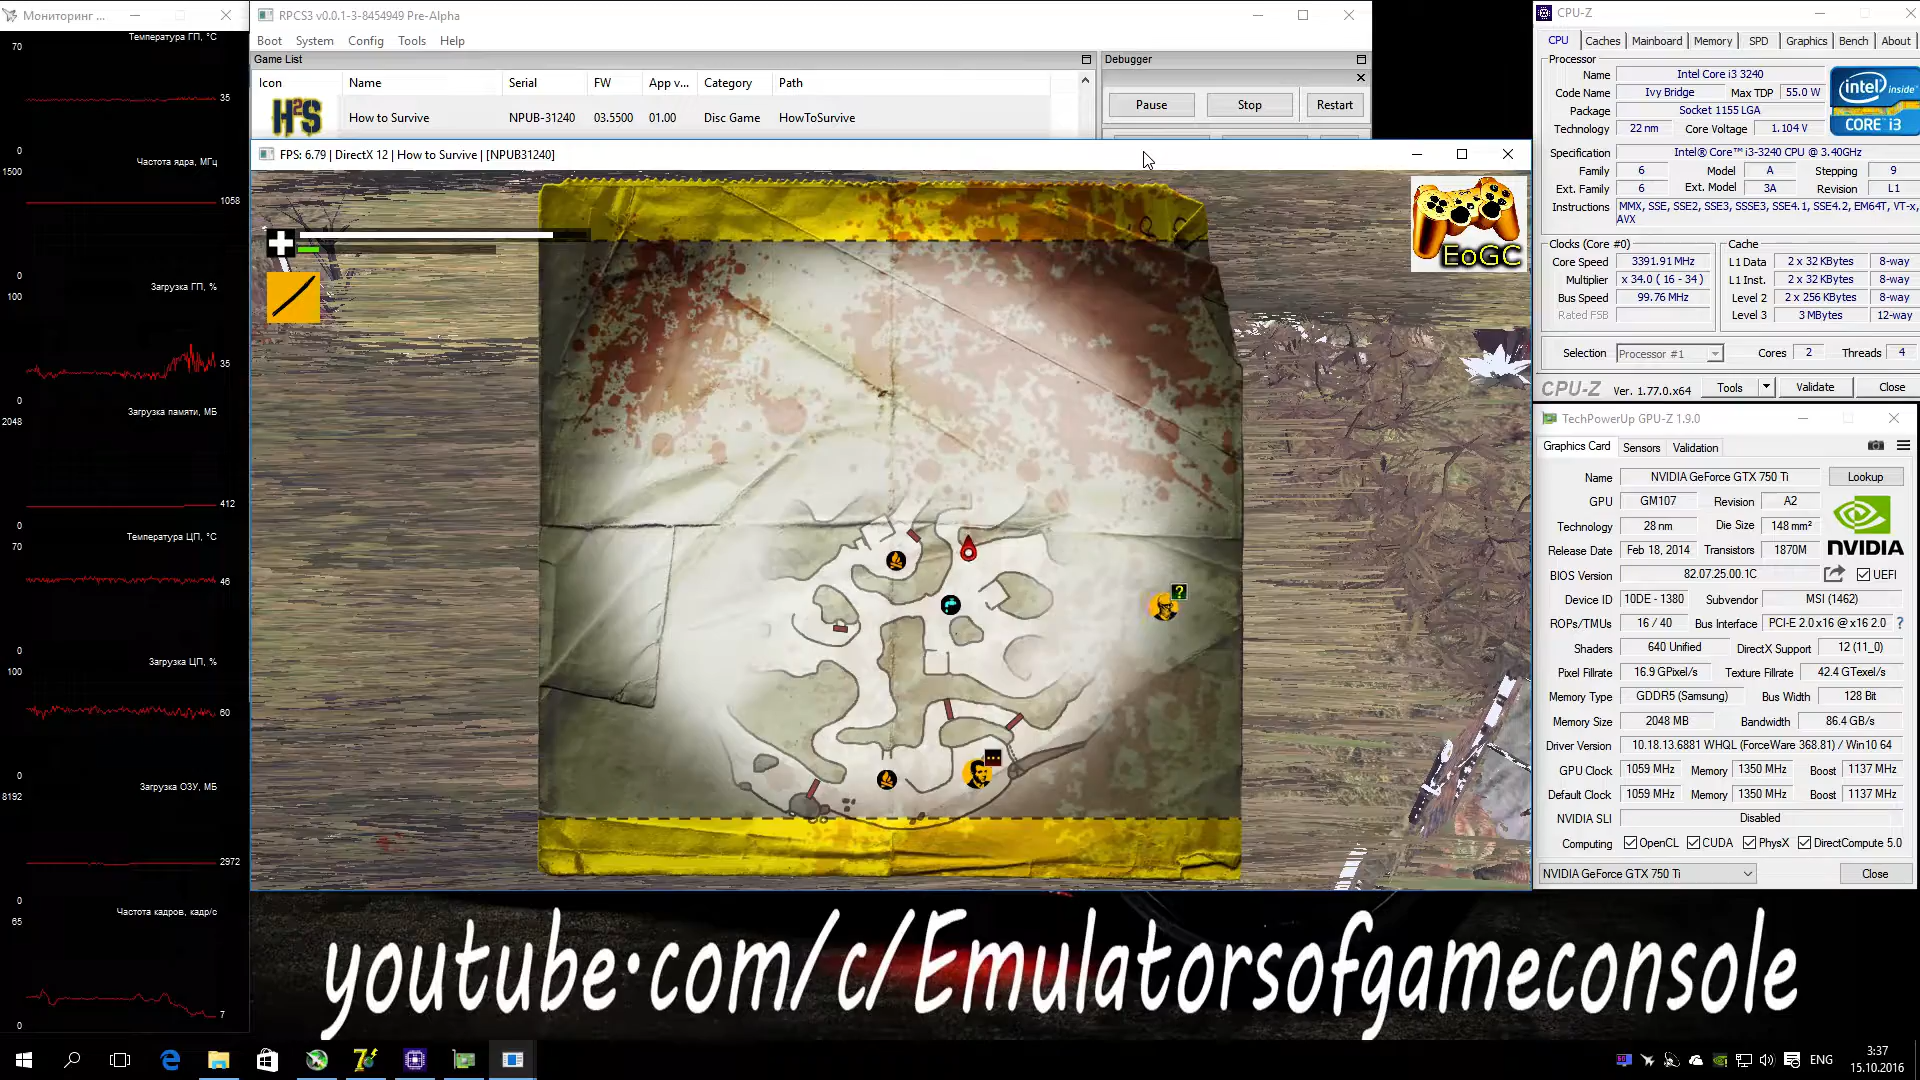 Мониторинг ...
Температура ГП, °C
70
35
0
Частота ядра, МГц
1500
1058
0
Загрузка ГП, %
100
35
0
Загрузка памяти, МБ
2048
412
0
Температура ЦП, °C
70
46
0
Загрузка ЦП, %
100
60
0
Загрузка ОЗУ, МБ
8192
2972
0
Частота кадров, кадр/с
65
7
0
RPCS3 v0.0.1-3-8454949 Pre-Alpha
Boot System Config Tools Help
Game List
Icon Name Serial FW App v... Category Path
H2S How to Survive NPUB-31240 03.5500 01.00 Disc Game HowToSurvive
Debugger
Pause Stop Restart
FPS: 6.79 | DirectX 12 | How to Survive | [NPUB31240]
EoGC
?
...
youtube.com/c/Emulatorsofgameconsole
CPU-Z
CPU Caches Mainboard Memory SPD Graphics Bench About
Processor
Name Intel Core i3 3240
Code Name Ivy Bridge Max TDP 55.0 W
Package Socket 1155 LGA
Technology 22 nm Core Voltage 1.104 V
intel inside™
CORE i3
Specification Intel® Core™ i3-3240 CPU @ 3.40GHz
Family 6 Model A Stepping 9
Ext. Family 6 Ext. Model 3A Revision L1
Instructions MMX, SSE, SSE2, SSE3, SSSE3, SSE4.1, SSE4.2, EM64T, VT-x,
AVX
Clocks (Core #0)
Core Speed 3391.91 MHz
Multiplier x 34.0 ( 16 - 34 )
Bus Speed 99.76 MHz
Rated FSB
Cache
L1 Data 2 x 32 KBytes 8-way
L1 Inst. 2 x 32 KBytes 8-way
Level 2 2 x 256 KBytes 8-way
Level 3 3 MBytes 12-way
Selection Processor #1 Cores 2 Threads 4
CPU-Z Ver. 1.77.0.x64 Tools Validate Close
TechPowerUp GPU-Z 1.9.0
Graphics Card Sensors Validation
Name NVIDIA GeForce GTX 750 Ti Lookup
GPU GM107 Revision A2
Technology 28 nm Die Size 148 mm²
Release Date Feb 18, 2014 Transistors 1870M
NVIDIA
BIOS Version 82.07.25.00.1C UEFI
Device ID 10DE - 1380 Subvendor MSI (1462)
ROPs/TMUs 16 / 40 Bus Interface PCI-E 2.0 x16 @ x16 2.0 ?
Shaders 640 Unified DirectX Support 12 (11_0)
Pixel Fillrate 16.9 GPixel/s Texture Fillrate 42.4 GTexel/s
Memory Type GDDR5 (Samsung) Bus Width 128 Bit
Memory Size 2048 MB Bandwidth 86.4 GB/s
Driver Version 10.18.13.6881 WHQL (ForceWare 368.81) / Win10 64
GPU Clock 1059 MHz Memory 1350 MHz Boost 1137 MHz
Default Clock 1059 MHz Memory 1350 MHz Boost 1137 MHz
NVIDIA SLI Disabled
Computing OpenCL CUDA PhysX DirectCompute 5.0
NVIDIA GeForce GTX 750 Ti Close
ENG
3:37
15.10.2016